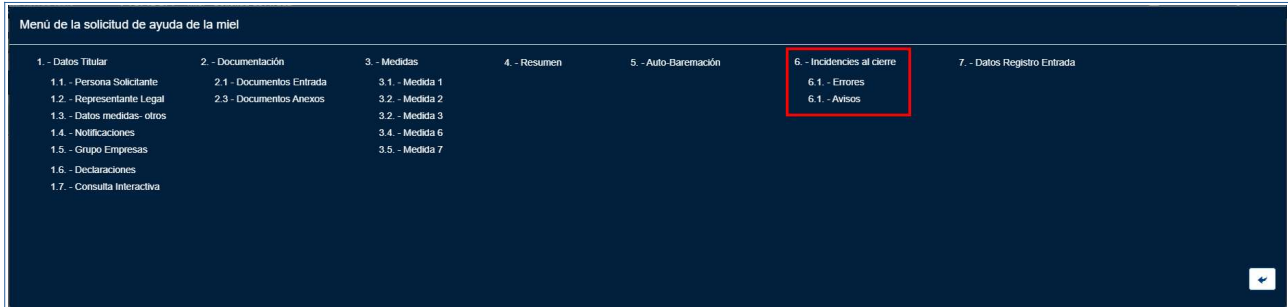 Menú de la solicitud de ayuda de la miel
1. - Datos Titular
1.1. - Persona Solicitante
1.2. - Representante Legal
1.3. - Datos medidas- otros
1.4. - Notificaciones
1.5. - Grupo Empresas
1.6. - Declaraciones
1.7. - Consulta Interactiva
2. - Documentación
2.1 - Documentos Entrada
2.3 - Documentos Anexos
3. - Medidas
3.1. - Medida 1
3.2. - Medida 2
3.2. - Medida 3
3.4. - Medida 6
3.5. - Medida 7
4. - Resumen
5. - Auto-Baremación
6. - Incidencies al cierre
6.1. - Errores
6.1. - Avisos
7. - Datos Registro Entrada